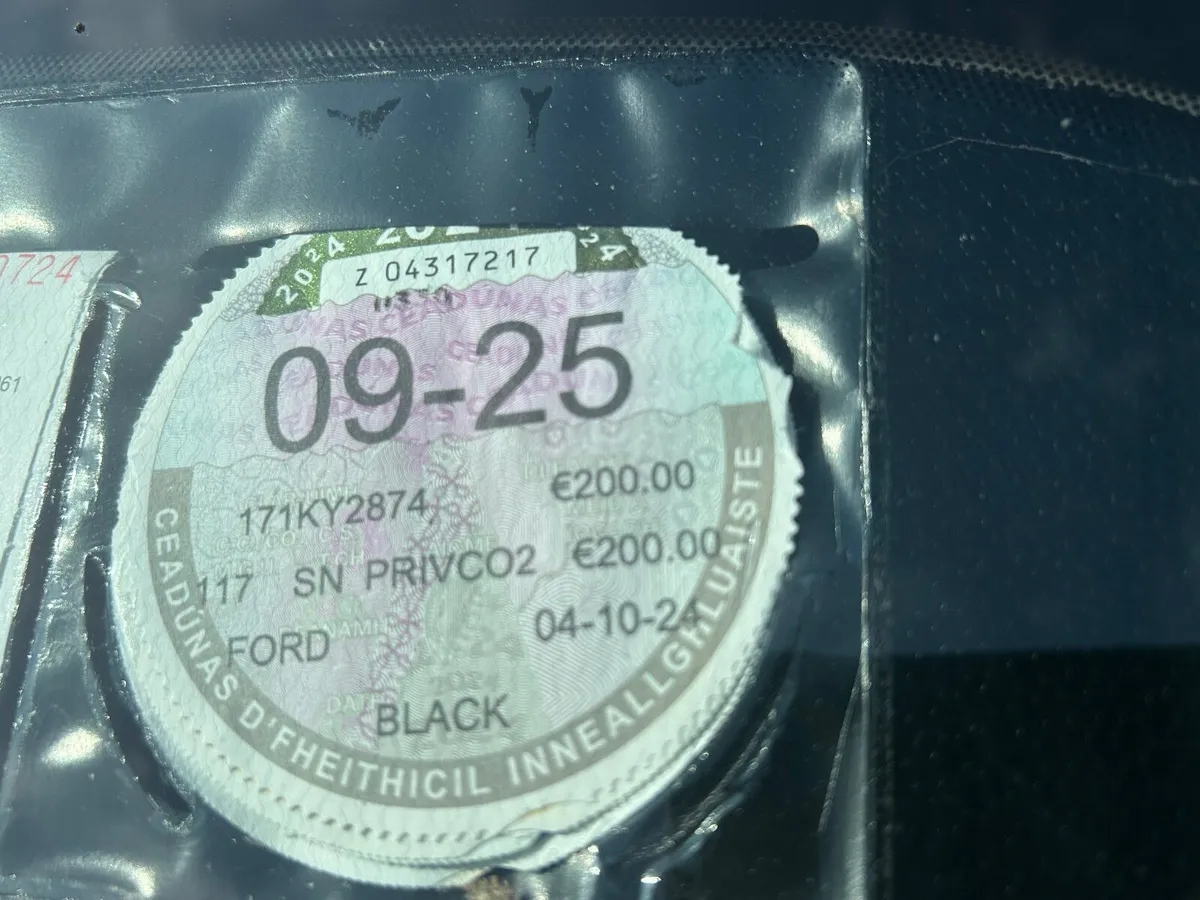 0724
61
2024
Z 04317217
09-25
171KY2874
€200.00
117 SN PRIVCO2 €200.00
FORD
04-10-24
BLACK
CEADÚNAS D'FHEITHICIL INNEALLGHLUAISTE